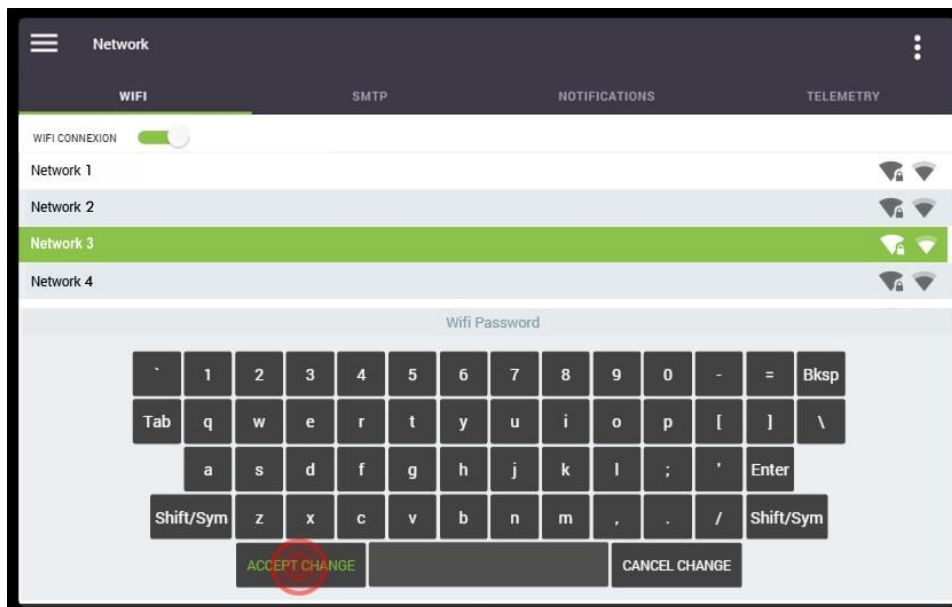 Network
WIFI SMTP NOTIFICATIONS TELEMETRY
WIFI CONNEXION
Network 1
Network 2
Network 3
Network 4
Wifi Password
` 1 2 3 4 5 6 7 8 9 0 - = Bksp
Tab q w e r t y u i o p [ ] \
a s d f g h j k l ; ' Enter
Shift/Sym z x c v b n m , . / Shift/Sym
ACCEPT CHANGE CANCEL CHANGE